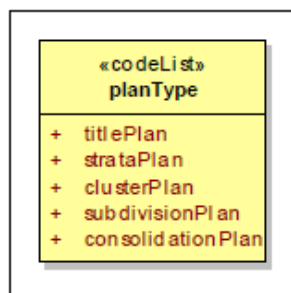 «codeList»
planType
+ titlePlan
+ strataPlan
+ clusterPlan
+ subdivisionPlan
+ consolidationPlan